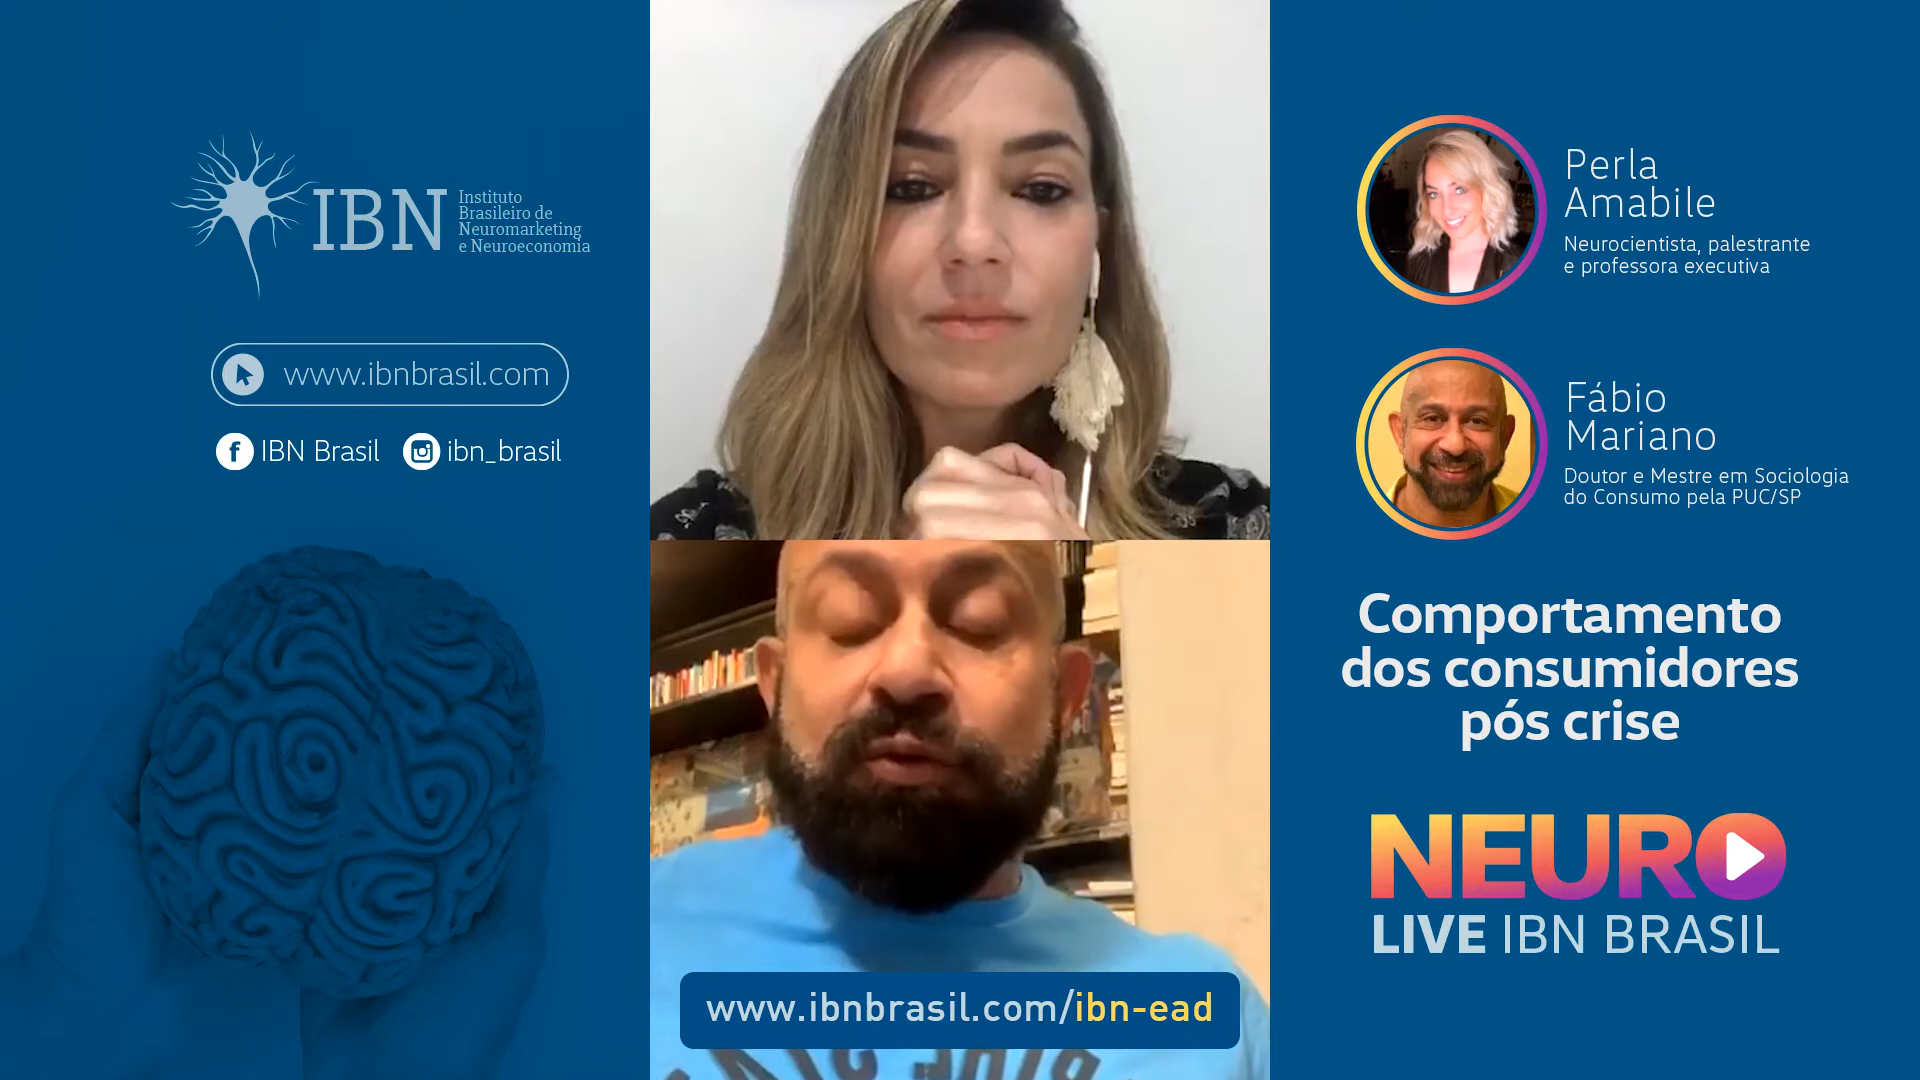 IBN
Instituto
Brasileiro de
Neuromarketing
e Neuroeconomia
www.ibnbrasil.com
IBN Brasil
ibn_brasil
www.ibnbrasil.com/ibn-ead
Perla
Amabile
Neurocientista, palestrante
e professora executiva
Fábio
Mariano
Doutor e Mestre em Sociologia
do Consumo pela PUC/SP
Comportamento
dos consumidores
pós crise
NEURO
LIVE IBN BRASIL